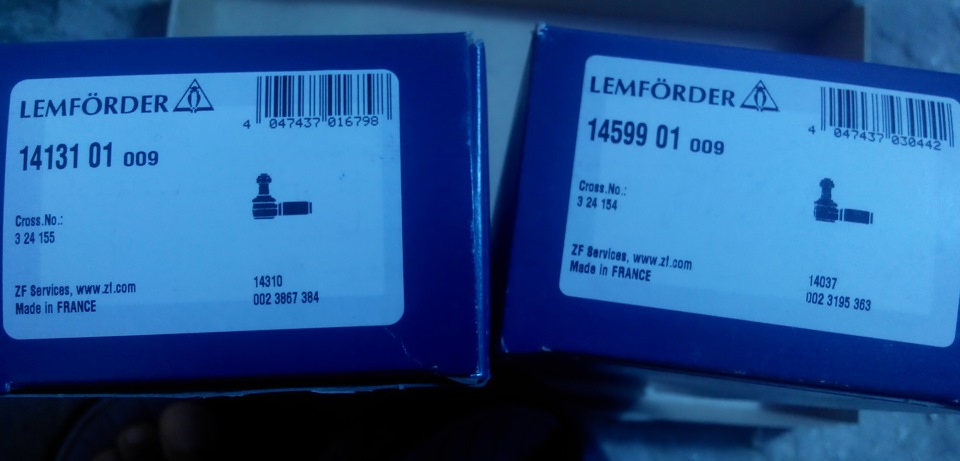 LEMFÖRDER
4 047437 016798
14131 01 009
Cross.No.:
3 24 155
ZF Services, www.zf.com
Made in FRANCE
14310
002 3867 384
LEMFÖRDER
4 047437 030442
14599 01 009
Cross.No.:
3 24 154
ZF Services, www.zf.com
Made in FRANCE
14037
002 3195 363